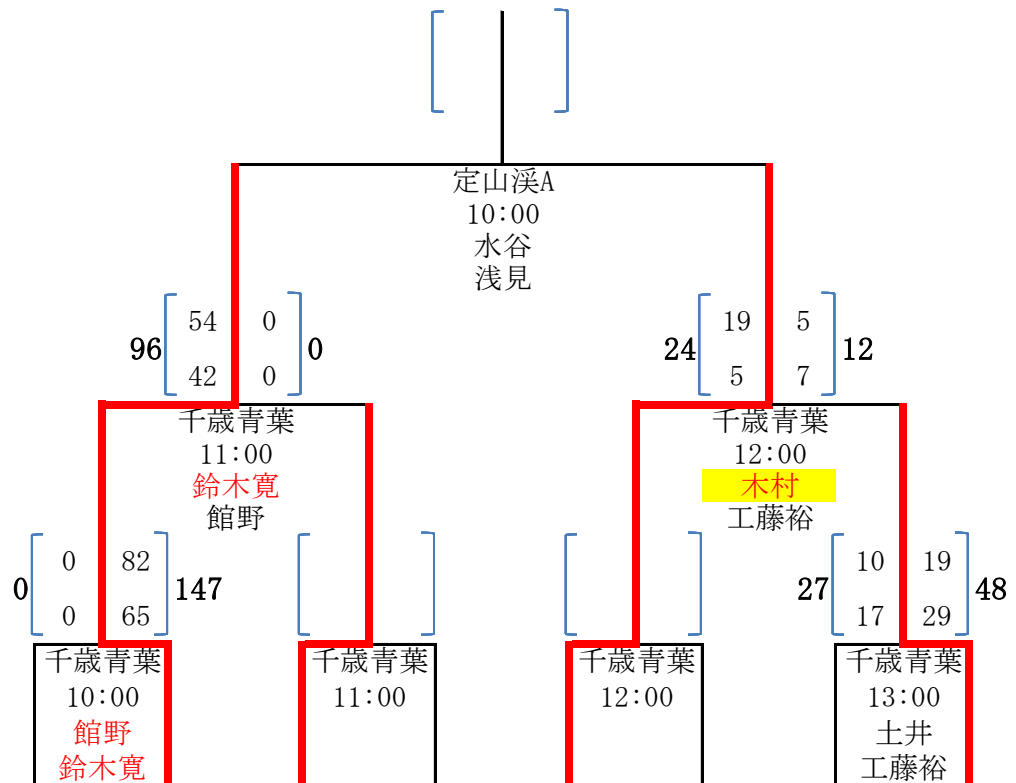 定山渓A
10:00
水谷
浅見
54 0
96 0
42 0
19 5
24 12
5 7
千歳青葉
11:00
鈴木寛
館野
千歳青葉
12:00
木村
工藤裕
0 82
0 147
0 65
10 19
27 48
17 29
千歳青葉
10:00
館野
鈴木寛
千歳青葉
11:00
千歳青葉
12:00
千歳青葉
13:00
土井
工藤裕